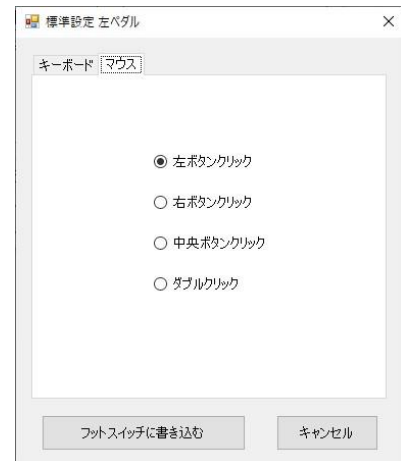 標準設定 左ペダル
キーボード マウス
左ボタンクリック
右ボタンクリック
中央ボタンクリック
ダブルクリック
フットスイッチに書き込む キャンセル